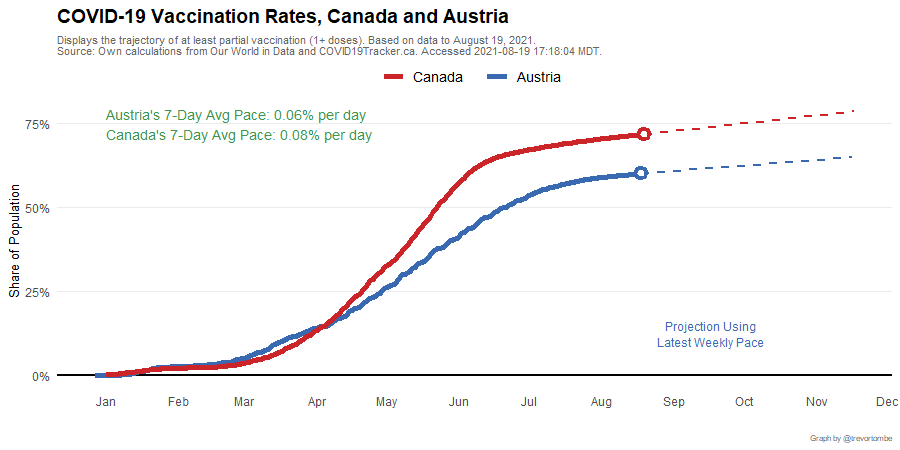 COVID-19 Vaccination Rates, Canada and Austria
Displays the trajectory of at least partial vaccination (1+ doses). Based on data to August 19, 2021.
Source: Own calculations from Our World in Data and COVID19Tracker.ca. Accessed 2021-08-19 17:18:04 MDT.
Canada Austria
Austria's 7-Day Avg Pace: 0.06% per day
Canada's 7-Day Avg Pace: 0.08% per day
75%
50%
25%
0%
Share of Population
Projection Using
Latest Weekly Pace
Jan Feb Mar Apr May Jun Jul Aug Sep Oct Nov Dec
Graph by @trevortombe